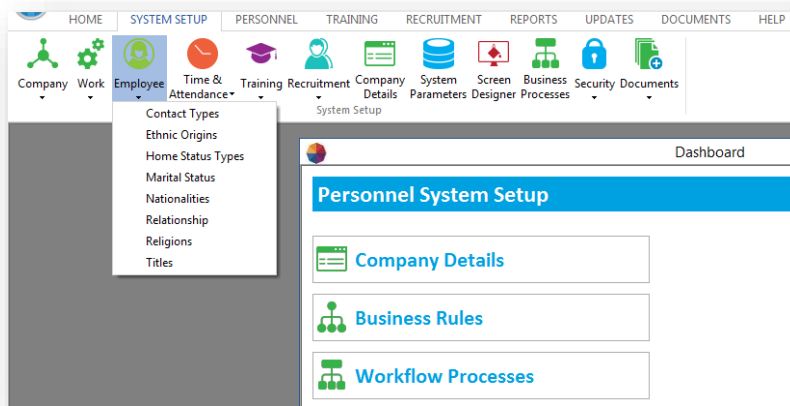 HOME SYSTEM SETUP PERSONNEL TRAINING RECRUITMENT REPORTS UPDATES DOCUMENTS HELP
Company Work Employee Time & Attendance Training Recruitment Company Details System Parameters Screen Designer Business Processes Security Documents
System Setup
Contact Types
Ethnic Origins
Home Status Types
Marital Status
Nationalities
Relationship
Religions
Titles
Dashboard
Personnel System Setup
Company Details
Business Rules
Workflow Processes